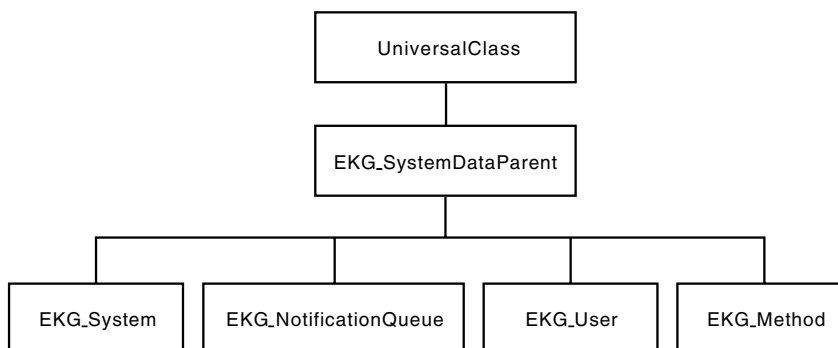 UniversalClass
EKG_SystemDataParent
EKG_System
EKG_NotificationQueue
EKG_User
EKG_Method